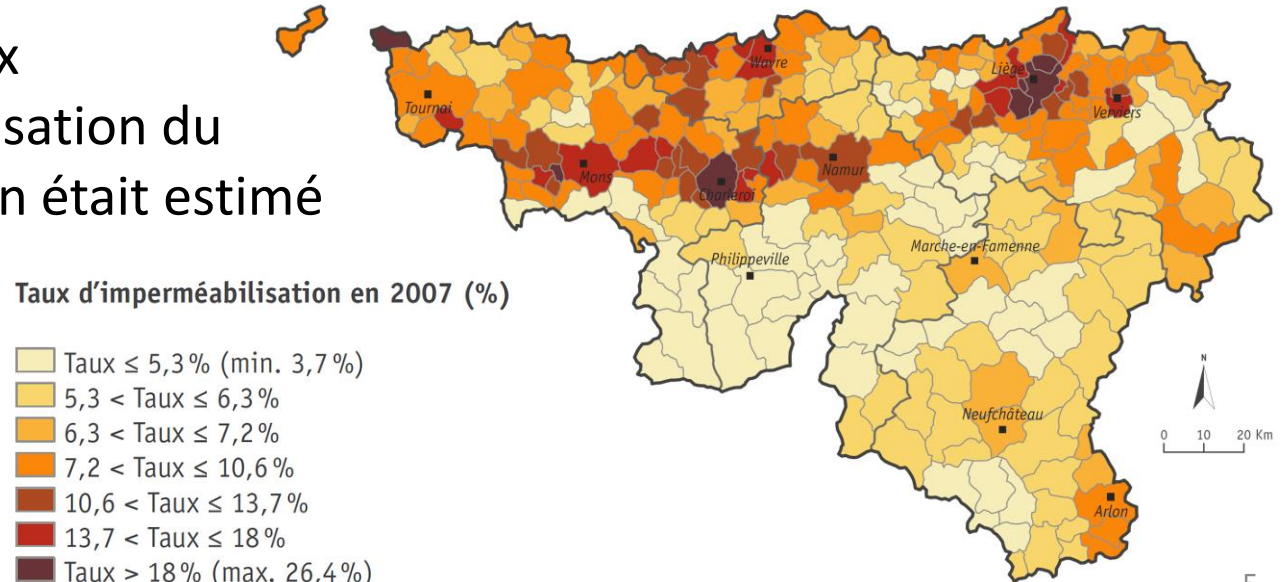 x
sation du
n était estimé
Taux d’imperméabilisation en 2007 (%)
Taux ≤ 5,3 % (min. 3,7 %)
5,3 < Taux ≤ 6,3 %
6,3 < Taux ≤ 7,2 %
7,2 < Taux ≤ 10,6 %
10,6 < Taux ≤ 13,7 %
13,7 < Taux ≤ 18 %
Taux > 18 % (max. 26,4 %)
Wavre
Liège
Tournai
Verviers
Mons
Namur
Charleroi
Marche-en-Famenne
Philippeville
Neufchâteau
Arlon
N
0 10 20 Km